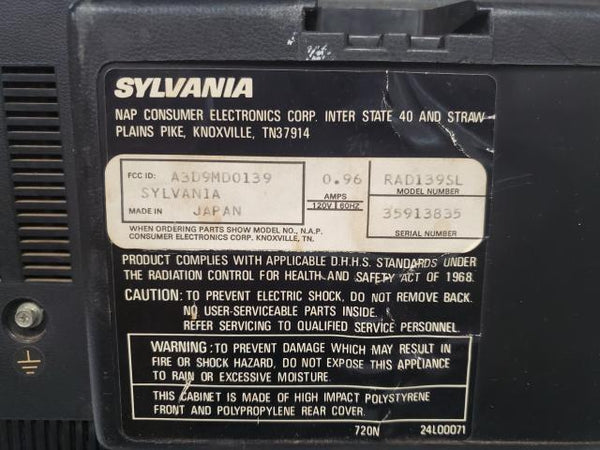 SYLVANIA
NAP CONSUMER ELECTRONICS CORP. INTER STATE 40 AND STRAW
PLAINS PIKE, KNOXVILLE, TN37914
FCC ID: A3D9MD0139
SYLVANIA
MADE IN JAPAN
0.96
AMPS
120V 60HZ
RAD139SL
MODEL NUMBER
35913835
SERIAL NUMBER
WHEN ORDERING PARTS SHOW MODEL NO., N.A.P.
CONSUMER ELECTRONICS CORP. KNOXVILLE, TN.
PRODUCT COMPLIES WITH APPLICABLE D.H.H.S. STANDARDS UNDER
THE RADIATION CONTROL FOR HEALTH AND SAFETY ACT OF 1968.
CAUTION: TO PREVENT ELECTRIC SHOCK, DO NOT REMOVE BACK.
NO USER-SERVICEABLE PARTS INSIDE.
REFER SERVICING TO QUALIFIED SERVICE PERSONNEL.
WARNING: TO PREVENT DAMAGE WHICH MAY RESULT IN
FIRE OR SHOCK HAZARD, DO NOT EXPOSE THIS APPLIANCE
TO RAIN OR EXCESSIVE MOISTURE.
THIS CABINET IS MADE OF HIGH IMPACT POLYSTYRENE
FRONT AND POLYPROPYLENE REAR COVER.
720N 24L00071